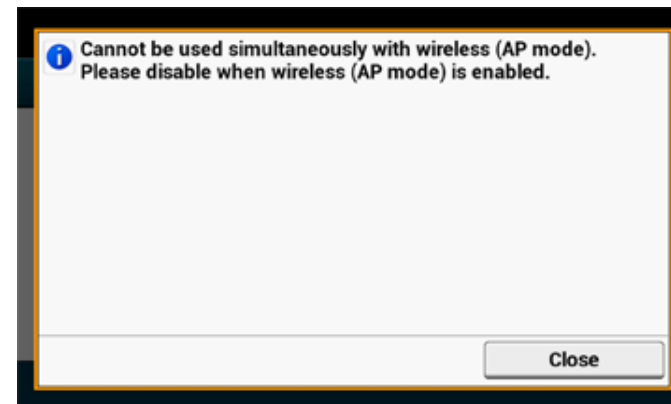 Cannot be used simultaneously with wireless (AP mode).
Please disable when wireless (AP mode) is enabled.
Close